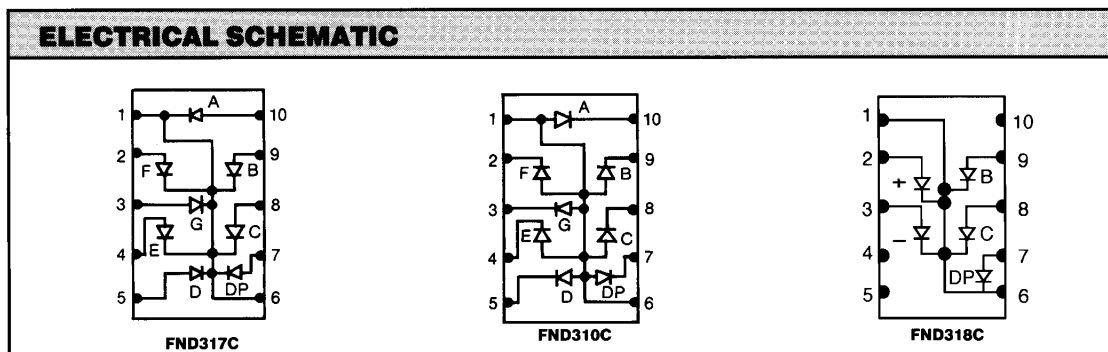 ELECTRICAL SCHEMATIC
1 A 10
2 F B 9
3 G 8
4 E C 7
5 D DP 6
FND317C
1 A 10
2 F B 9
3 G 8
4 E C 7
5 D DP 6
FND310C
1 10
2 + B 9
3 8
4 − C 7
5 DP 6
FND318C